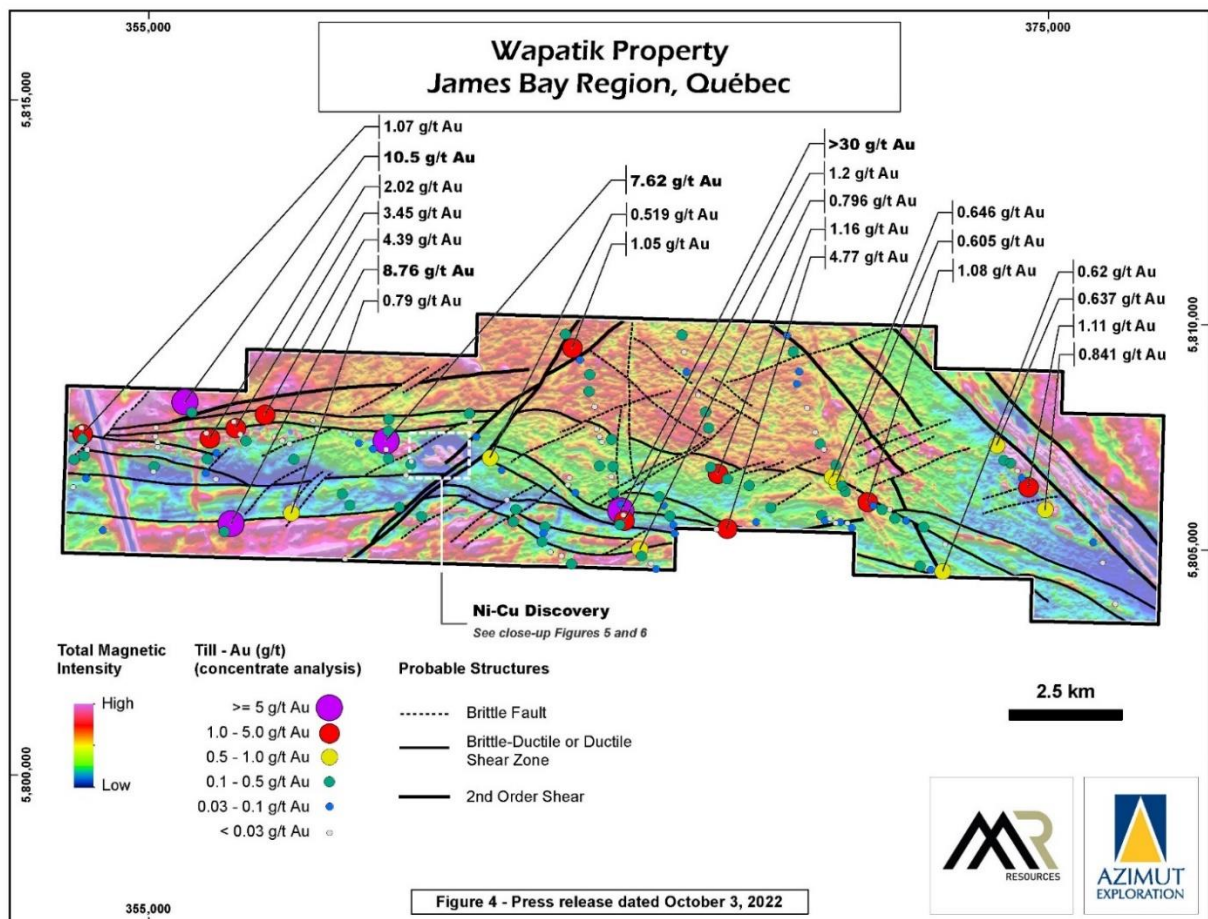 355,000
375,000
Wapatik Property
James Bay Region, Québec
5,815,000
1.07 g/t Au
10.5 g/t Au
2.02 g/t Au
3.45 g/t Au
4.39 g/t Au
8.76 g/t Au
0.79 g/t Au
7.62 g/t Au
0.519 g/t Au
1.05 g/t Au
>30 g/t Au
1.2 g/t Au
0.796 g/t Au
1.16 g/t Au
4.77 g/t Au
0.646 g/t Au
0.605 g/t Au
1.08 g/t Au
0.62 g/t Au
0.637 g/t Au
1.11 g/t Au
0.841 g/t Au
5,810,000
5,805,000
Ni-Cu Discovery
See close-up Figures 5 and 6
Total Magnetic
Intensity
High
Low
Till - Au (g/t)
(concentrate analysis)
>= 5 g/t Au
1.0 - 5.0 g/t Au
0.5 - 1.0 g/t Au
0.1 - 0.5 g/t Au
0.03 - 0.1 g/t Au
< 0.03 g/t Au
Probable Structures
Brittle Fault
Brittle-Ductile or Ductile
Shear Zone
2nd Order Shear
2.5 km
5,800,000
MR
RESOURCES
AZIMUT
EXPLORATION
355,000
Figure 4 - Press release dated October 3, 2022